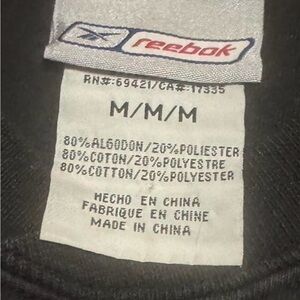 Reebok
RN#:69421/CA#:17335
M/M/M
80%ALGODON/20%POLIESTER
80%COTON/20%POLYESTRE
80%COTTON/20%POLYESTER
HECHO EN CHINA
FABRIQUE EN CHINE
MADE IN CHINA